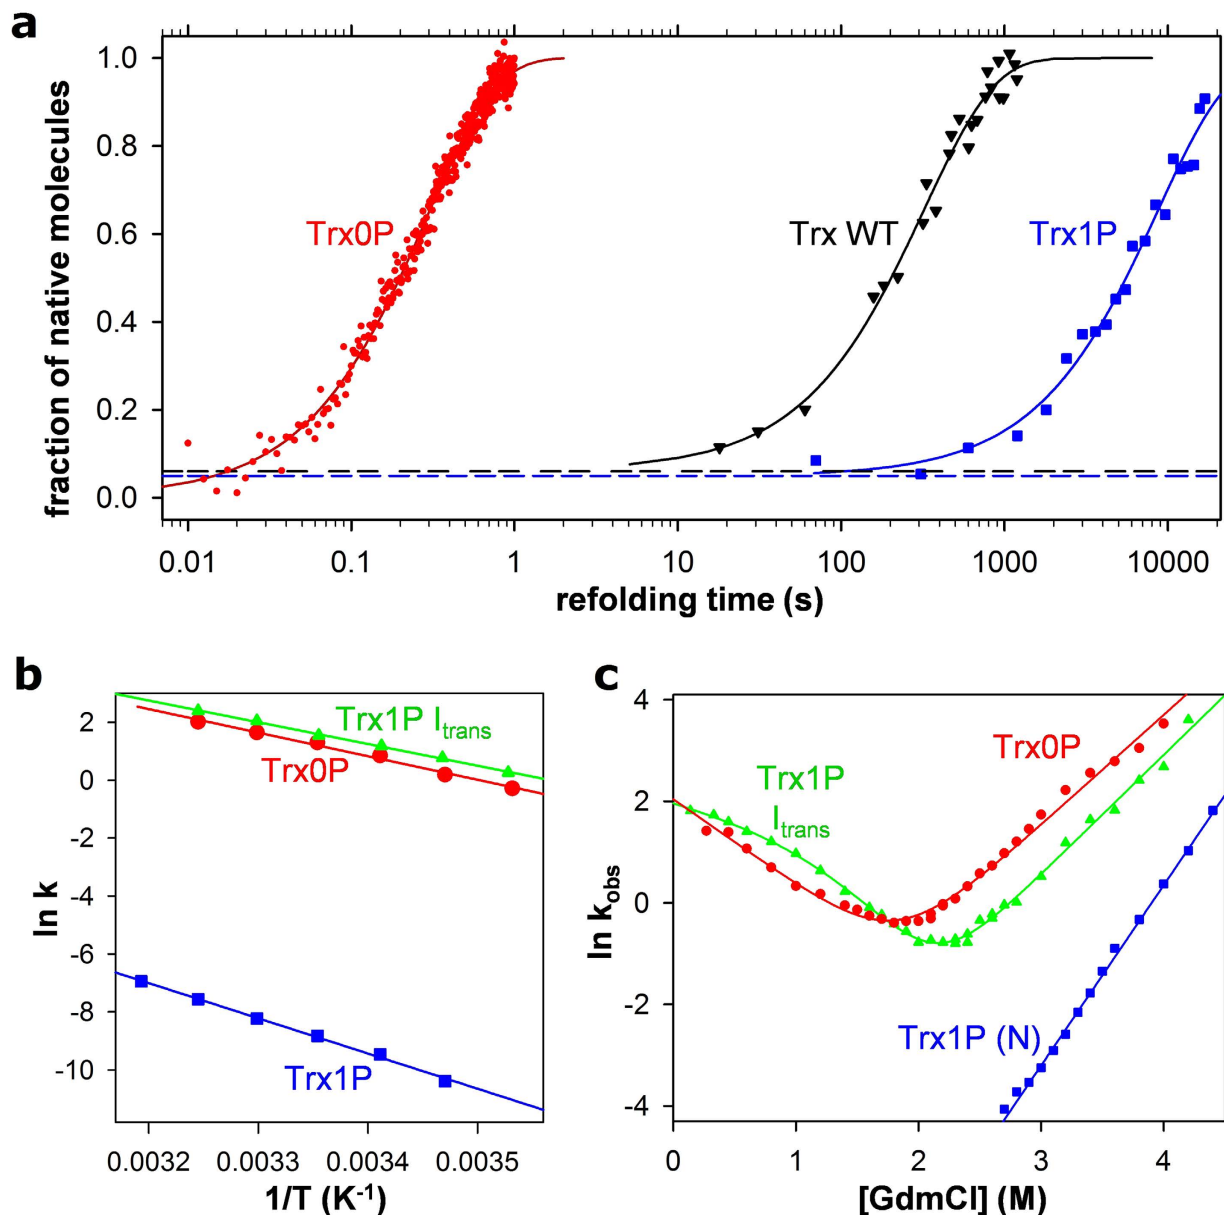 a
fraction of native molecules
1.0
0.8
0.6
0.4
0.2
0.0
Trx0P
Trx WT
Trx1P
0.01
0.1
1
10
100
1000
10000
refolding time (s)
b
ln k
2
0
-2
-4
-6
-8
-10
Trx1P Itrans
Trx0P
Trx1P
0.0032
0.0033
0.0034
0.0035
1/T (K-1)
c
ln kobs
4
2
0
-2
-4
Trx0P
Trx1P
Itrans
Trx1P (N)
0
1
2
3
4
[GdmCl] (M)